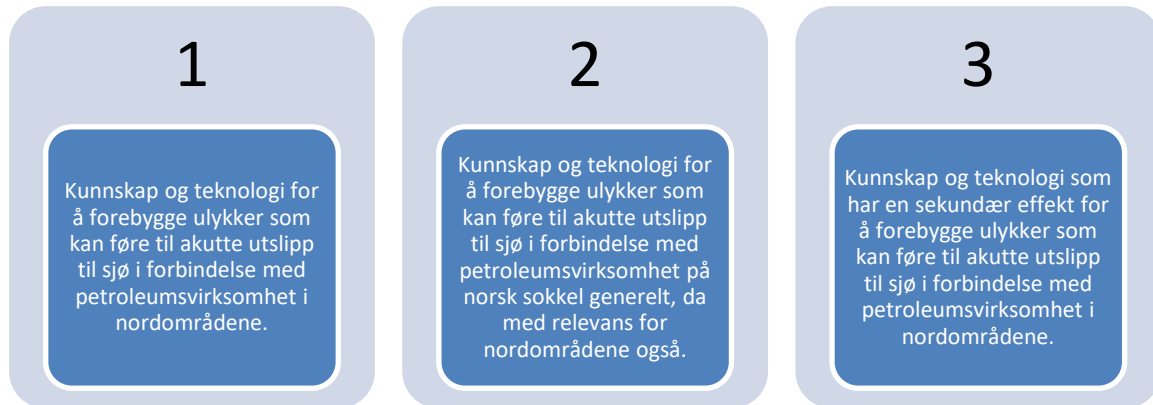 1
Kunnskap og teknologi for
å forebygge ulykker som
kan føre til akutte utslipp
til sjø i forbindelse med
petroleumsvirksomhet i
nordområdene.
2
Kunnskap og teknologi for
å forebygge ulykker som
kan føre til akutte utslipp
til sjø i forbindelse med
petroleumsvirksomhet på
norsk sokkel generelt, da
med relevans for
nordområdene også.
3
Kunnskap og teknologi som
har en sekundær effekt for
å forebygge ulykker som
kan føre til akutte utslipp
til sjø i forbindelse med
petroleumsvirksomhet i
nordområdene.